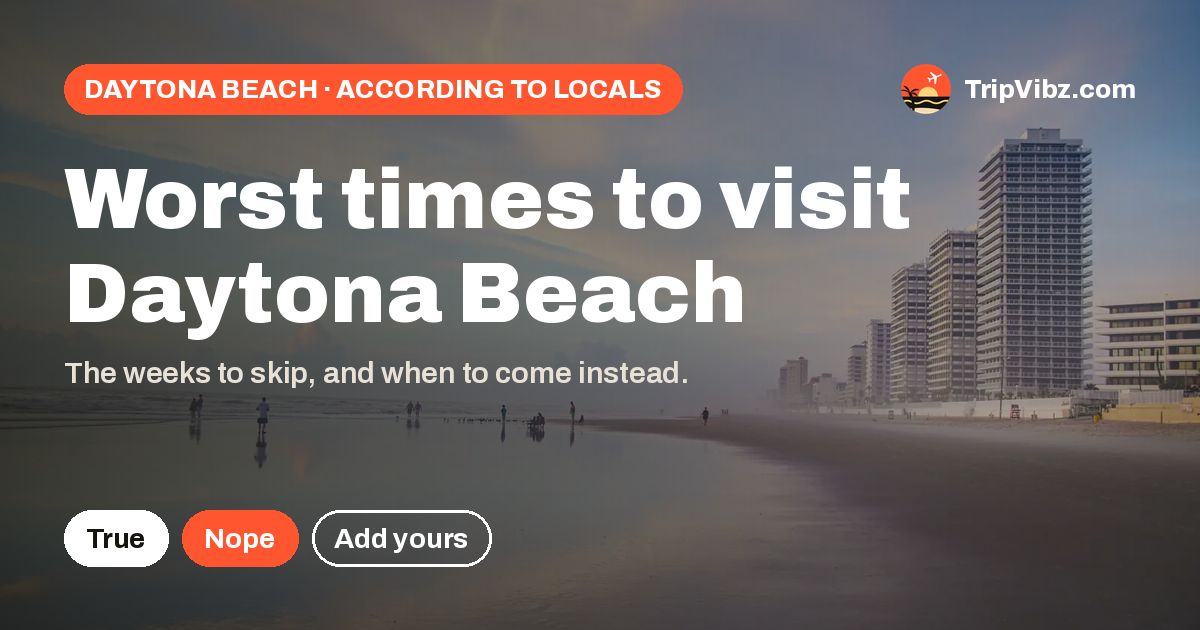 DAYTONA BEACH · ACCORDING TO LOCALS
TripVibz.com
Worst times to visit
Daytona Beach
The weeks to skip, and when to come instead.
True
Nope
Add yours